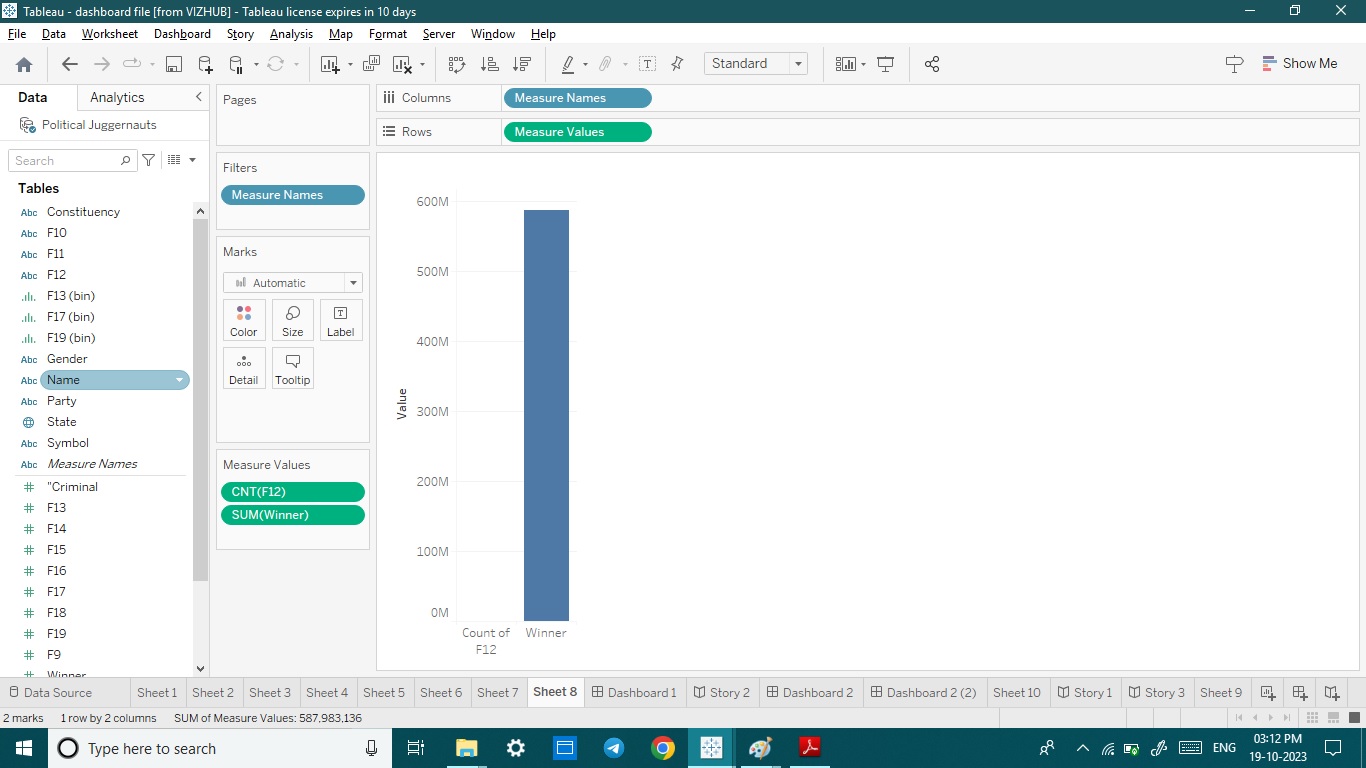 Tableau - dashboard file [from VIZHUB] - Tableau license expires in 10 days
File Data Worksheet Dashboard Story Analysis Map Format Server Window Help
Standard
Show Me
Data Analytics
Political Juggernauts
Search
Tables
Abc Constituency
Abc F10
Abc F11
Abc F12
F13 (bin)
F17 (bin)
F19 (bin)
Abc Gender
Abc Name
Abc Party
State
Abc Symbol
Abc Measure Names
# "Criminal
# F13
# F14
# F15
# F16
# F17
# F18
# F19
# F9
# Winner
Pages
Filters
Measure Names
Marks
Automatic
Color Size Label
Detail Tooltip
Measure Values
CNT(F12)
SUM(Winner)
Columns Measure Names
Rows Measure Values
600M
500M
400M
300M
200M
100M
0M
Value
Count of F12
Winner
Data Source Sheet 1 Sheet 2 Sheet 3 Sheet 4 Sheet 5 Sheet 6 Sheet 7 Sheet 8 Dashboard 1 Story 2 Dashboard 2 Dashboard 2 (2) Sheet 10 Story 1 Story 3 Sheet 9
2 marks 1 row by 2 columns SUM of Measure Values: 587,983,136
Type here to search
ENG
03:12 PM
19-10-2023